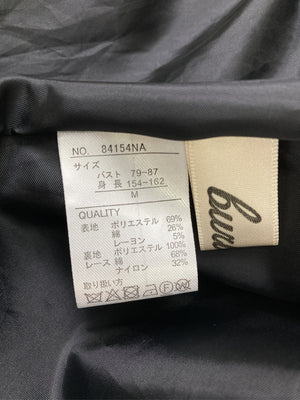 NO. 84154NA
サイズ
バスト 79-87
身長 154-162
M
QUALITY
表地 ポリエステル 69%
綿 26%
レーヨン 5%
裏地 ポリエステル 100%
レース 綿 68%
ナイロン 32%
取り扱い方